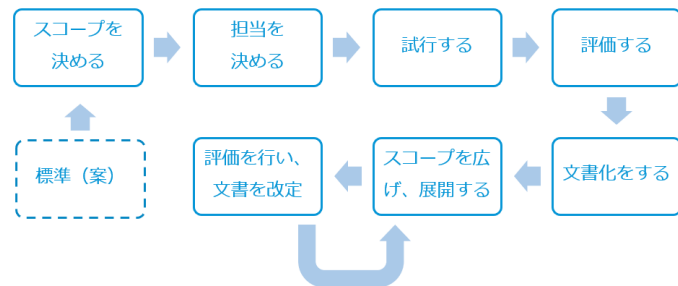 スコープを
決める
担当を
決める
試行する
評価する
標準（案）
評価を行い、
文書を改定
スコープを広
げ、展開する
文書化をする